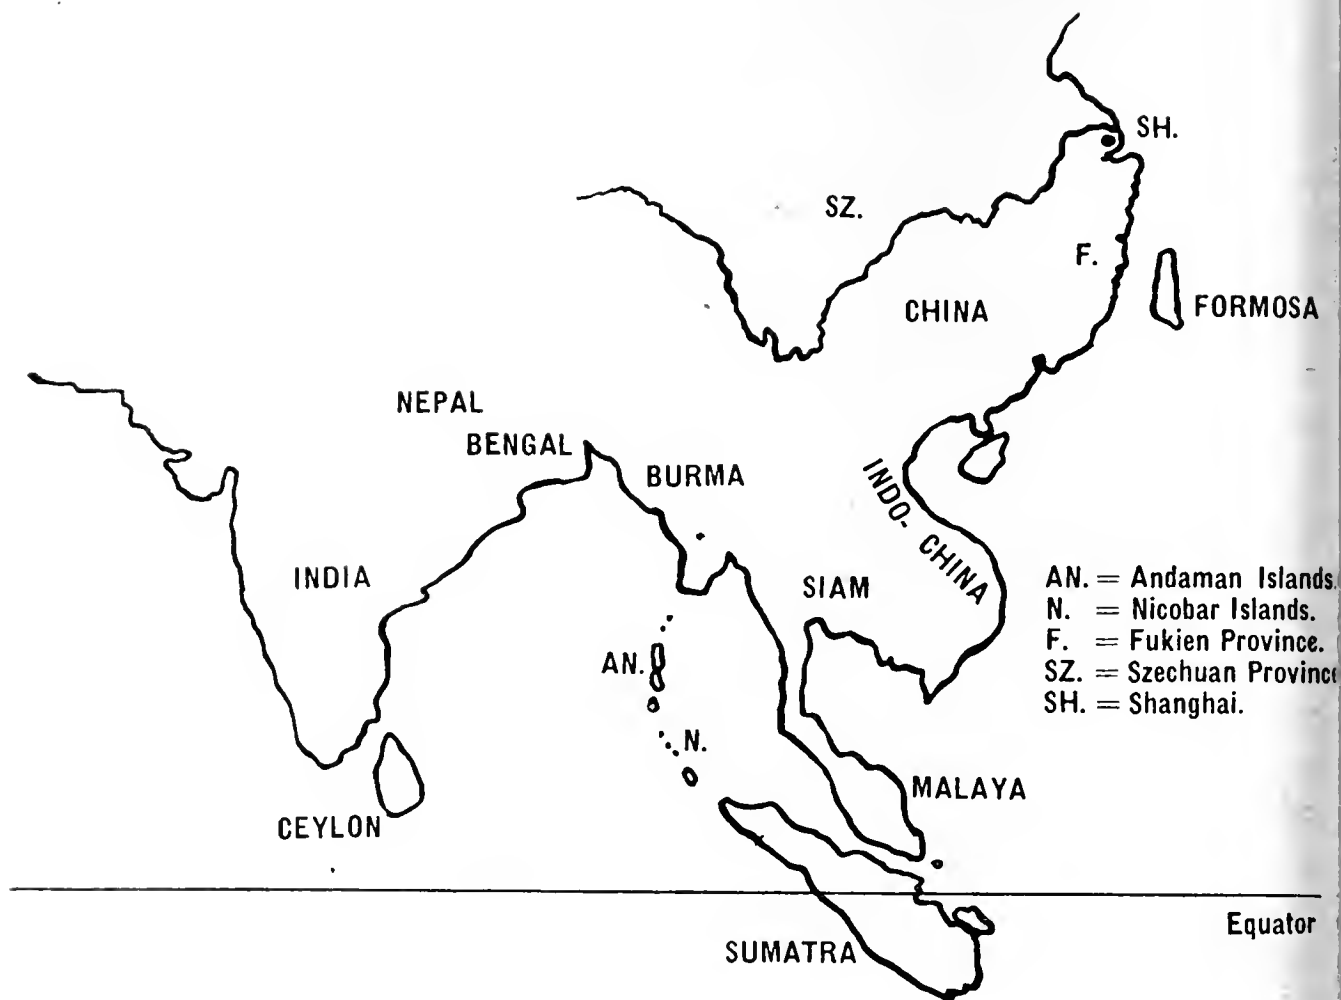 SH.
SZ.
F.
CHINA
FORMOSA
NEPAL
BENGAL
BURMA
INDO-
CHINA
INDIA
SIAM
AN. = Andaman Islands.
N. = Nicobar Islands.
F. = Fukien Province.
SZ. = Szechuan Province
SH. = Shanghai.
AN.
N.
MALAYA
CEYLON
Equator
SUMATRA